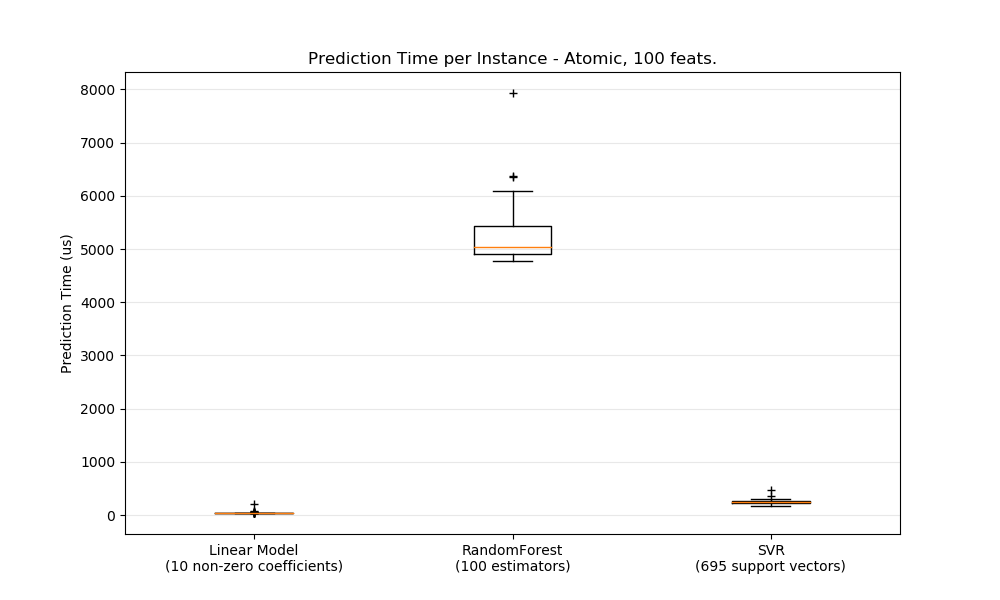 Prediction Time per Instance - Atomic, 100 feats.
8000
7000
6000
5000
4000
3000
2000
1000
0
Prediction Time (us)
Linear Model
(10 non-zero coefficients)
RandomForest
(100 estimators)
SVR
(695 support vectors)